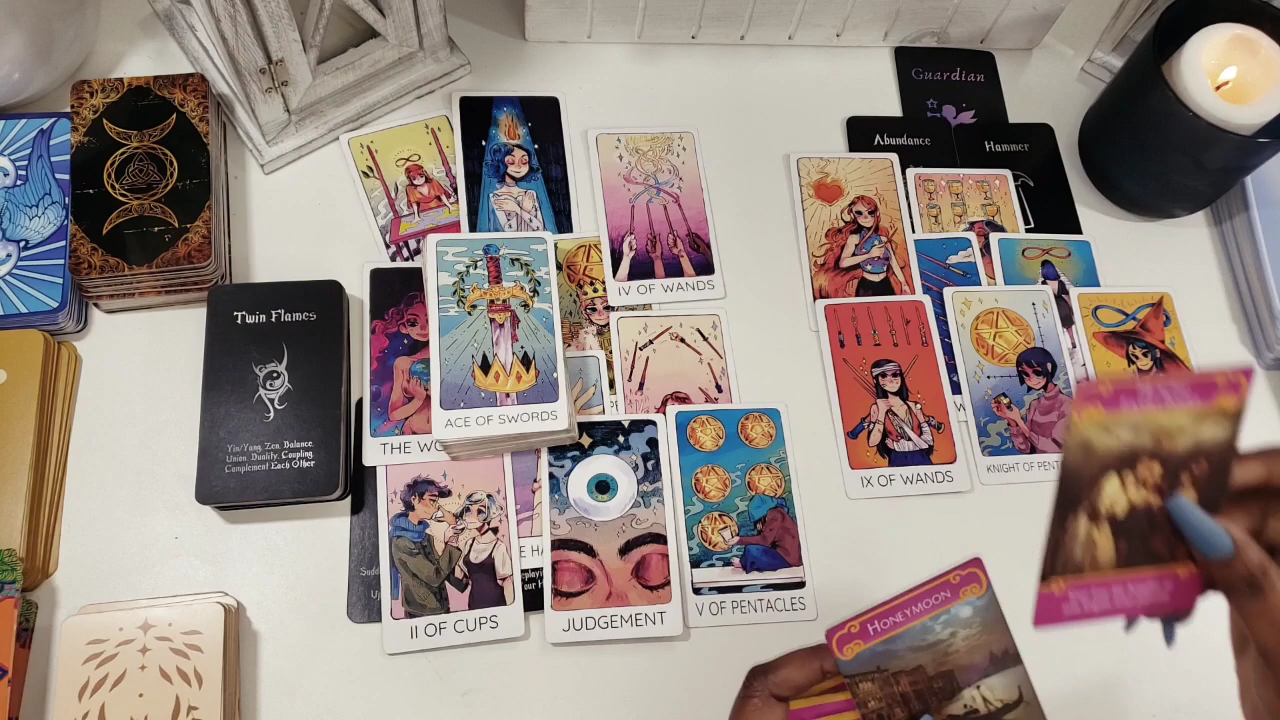 Guardian
Abundance
Hammer
Twin Flames
Yin/Yang, Zen, Balance,
Union, Duality, Coupling,
Complement Each Other
IV OF WANDS
ACE OF SWORDS
THE WO
IX OF WANDS
KNIGHT OF PENT
II OF CUPS
JUDGEMENT
V OF PENTACLES
HONEYMOON